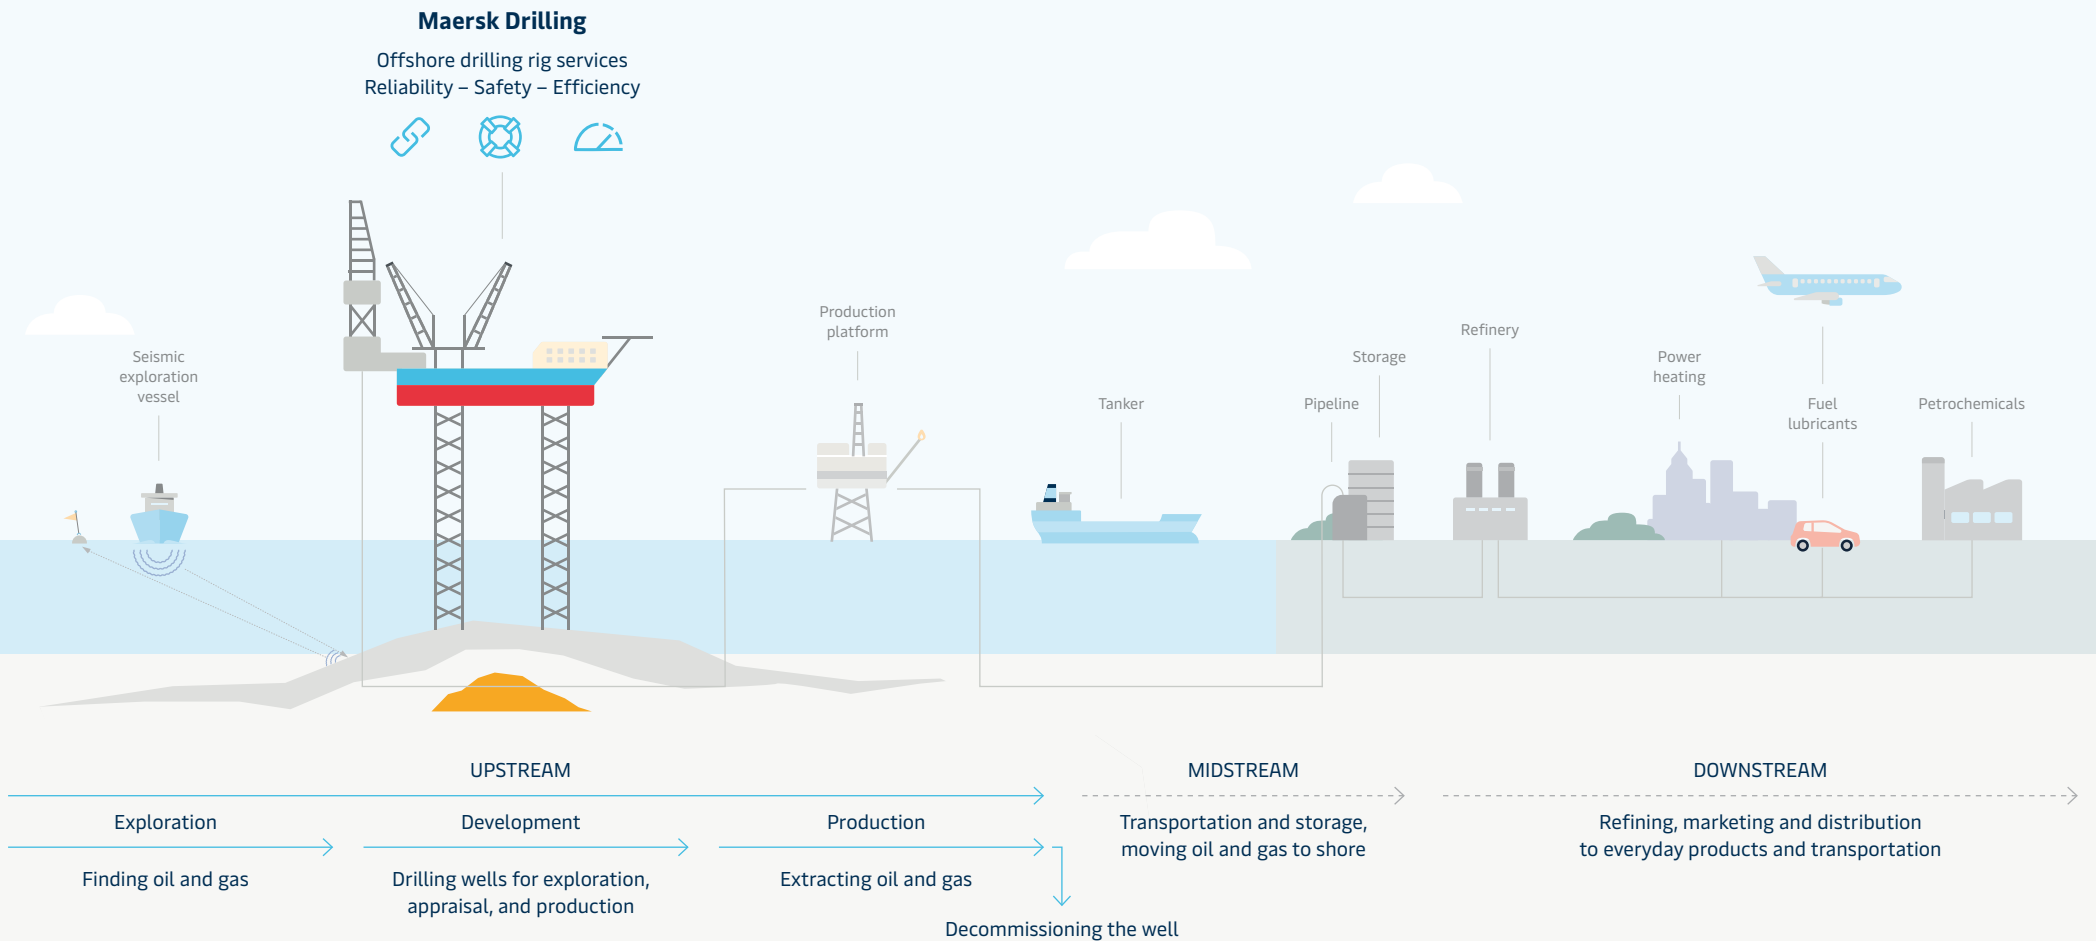 Maersk Drilling
Offshore drilling rig services
Reliability – Safety – Efficiency
Seismic
exploration
vessel
Production
platform
Tanker
Pipeline
Storage
Refinery
Power
heating
Fuel
lubricants
Petrochemicals
UPSTREAM
MIDSTREAM
DOWNSTREAM
Exploration
Development
Production
Transportation and storage,
moving oil and gas to shore
Refining, marketing and distribution
to everyday products and transportation
Finding oil and gas
Drilling wells for exploration,
appraisal, and production
Extracting oil and gas
Decommissioning the well